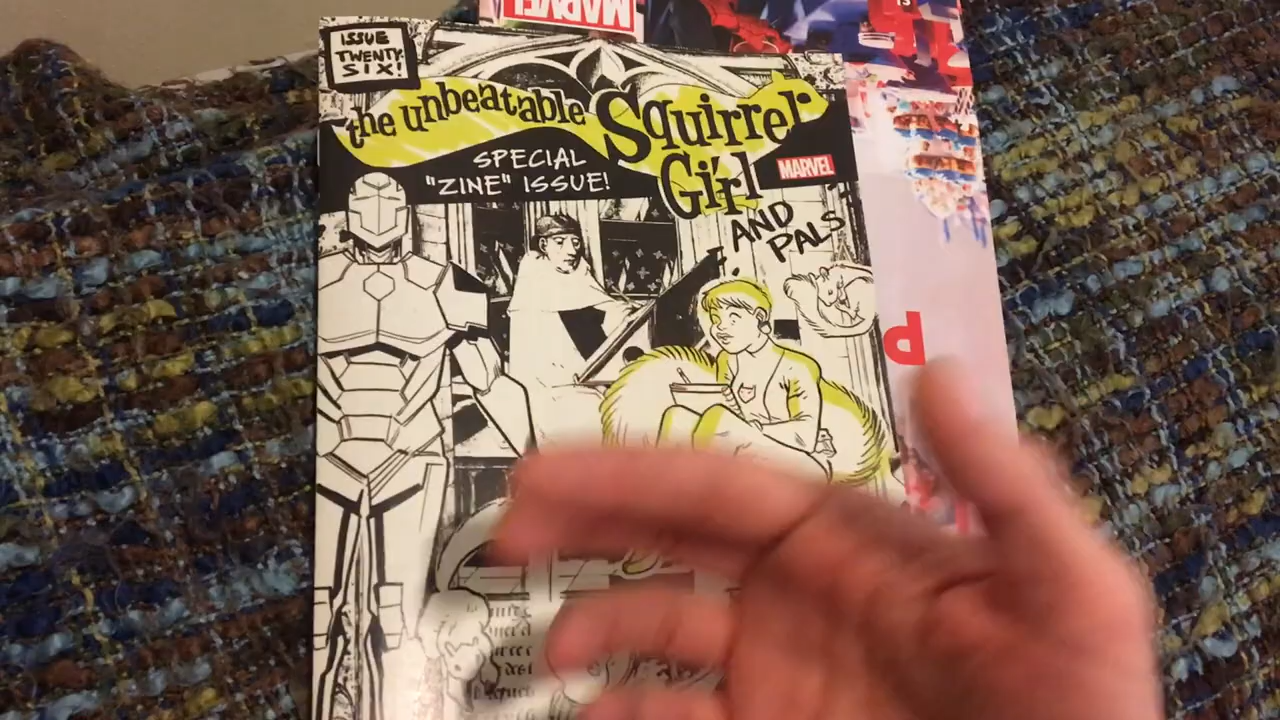 MARVEL
ISSUE
TWENTY-
SIX!
the unbeatable
Squirrel
Girl
SPECIAL
"ZINE" ISSUE!
MARVEL
AND
PALS